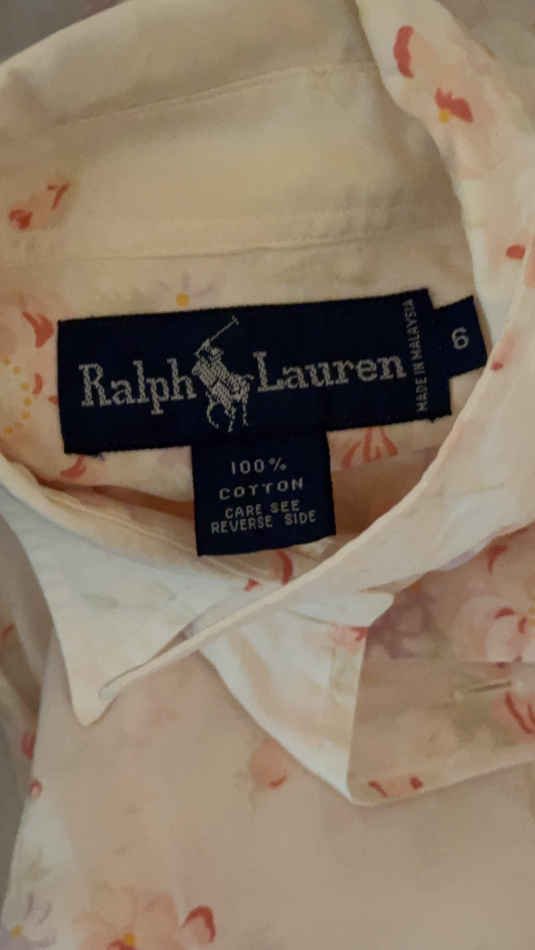 Ralph Lauren
MADE IN MALAYSIA
6
100%
COTTON
CARE SEE
REVERSE SIDE